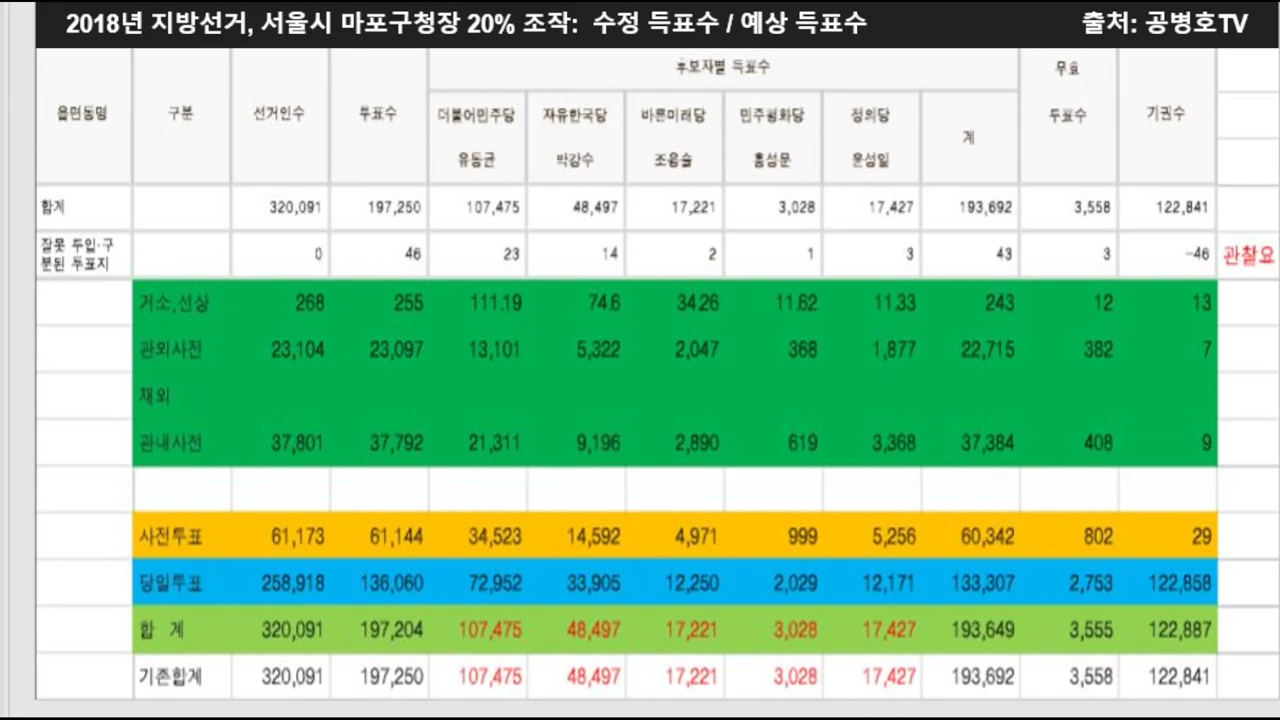 2018년 지방선거, 서울시 마포구청장 20% 조작: 수정 득표수 / 예상 득표수 출처: 공병호TV
후보자별 득표수 무효
읍면동명 구분 선거인수 투표수 더불어민주당 자유한국당 바른미래당 민주평화당 정의당 계 투표수 기권수
유동균 박강수 조용술 홍성문 윤성일
합계 320,091 197,250 107,475 48,497 17,221 3,028 17,427 193,692 3,558 122,841
잘못 투입·구
분된 투표지 0 46 23 14 2 1 3 43 3 -46 관찰요
거소,선상 268 255 111.19 74.6 34.26 11.62 11.33 243 12 13
관외사전 23,104 23,097 13,101 5,322 2,047 368 1,877 22,715 382 7
재외
관내사전 37,801 37,792 21,311 9,196 2,890 619 3,368 37,384 408 9
사전투표 61,173 61,144 34,523 14,592 4,971 999 5,256 60,342 802 29
당일투표 258,918 136,060 72,952 33,905 12,250 2,029 12,171 133,307 2,753 122,858
합 계 320,091 197,204 107,475 48,497 17,221 3,028 17,427 193,649 3,555 122,887
기존합계 320,091 197,250 107,475 48,497 17,221 3,028 17,427 193,692 3,558 122,841